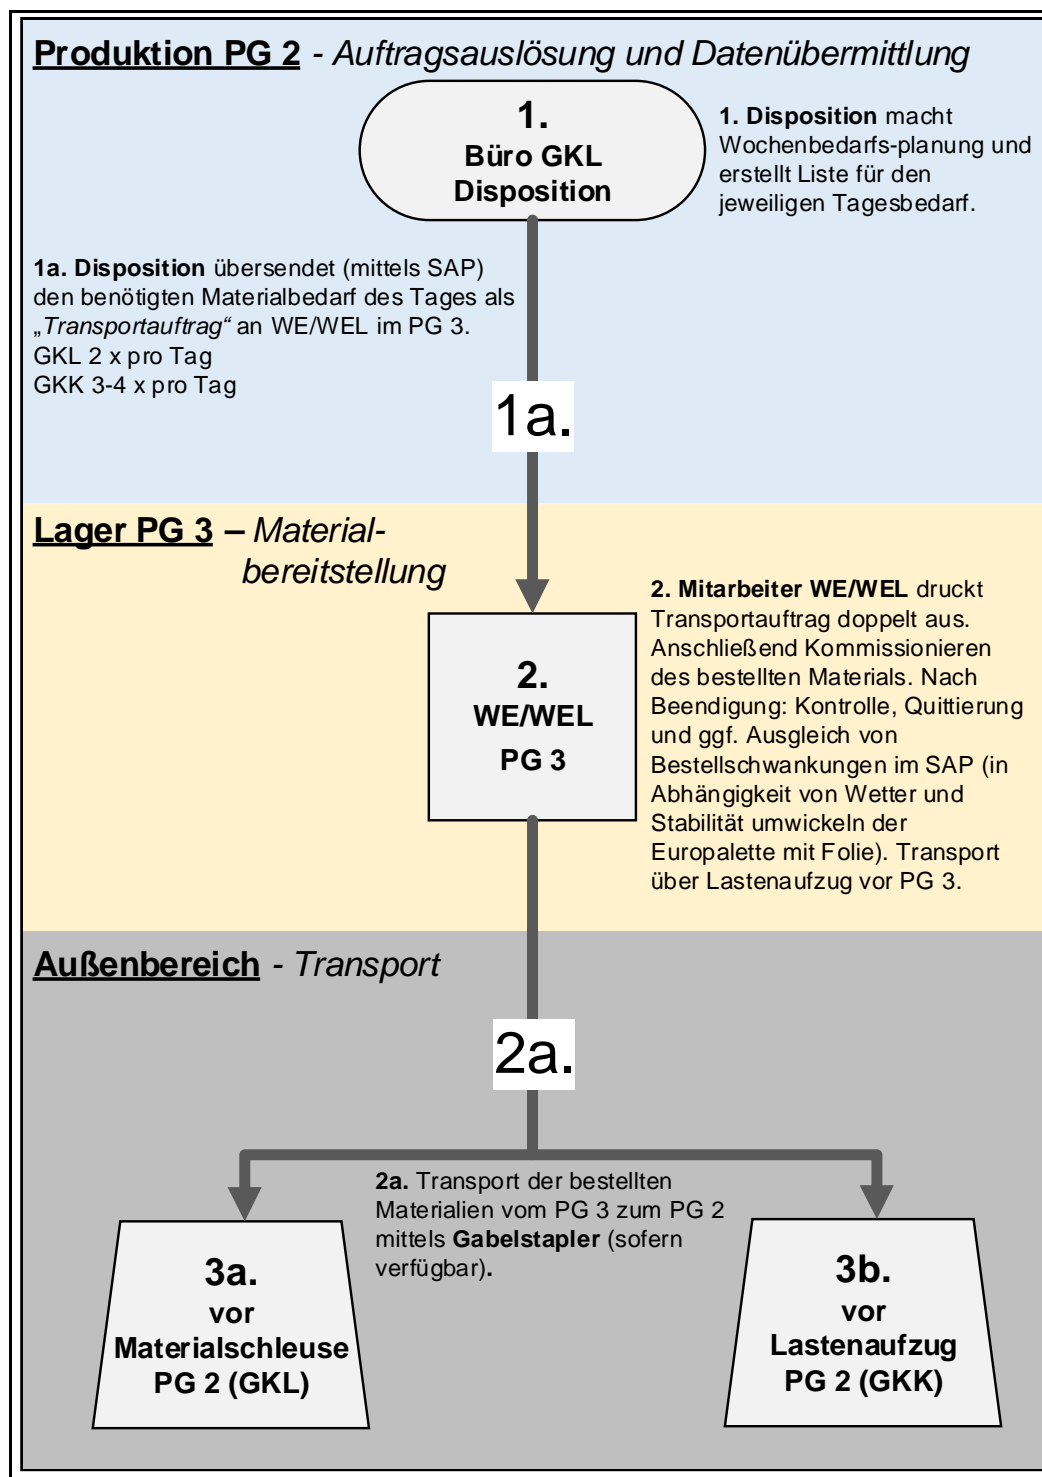 Produktion PG 2 - Auftragsauslösung und Datenübermittlung
1.
Büro GKL
Disposition
1. Disposition macht
Wochenbedarfs-planung und
erstellt Liste für den
jeweiligen Tagesbedarf.
1a. Disposition übersendet (mittels SAP)
den benötigten Materialbedarf des Tages als
„Transportauftrag“ an WE/WEL im PG 3.
GKL 2 x pro Tag
GKK 3-4 x pro Tag
1a.
Lager PG 3 – Material-
bereitstellung
2.
WE/WEL
PG 3
2. Mitarbeiter WE/WEL druckt
Transportauftrag doppelt aus.
Anschließend Kommissionieren
des bestellten Materials. Nach
Beendigung: Kontrolle, Quittierung
und ggf. Ausgleich von
Bestellschwankungen im SAP (in
Abhängigkeit von Wetter und
Stabilität umwickeln der
Europalette mit Folie). Transport
über Lastenaufzug vor PG 3.
Außenbereich - Transport
2a.
2a. Transport der bestellten
Materialien vom PG 3 zum PG 2
mittels Gabelstapler (sofern
verfügbar).
3a.
vor
Materialschleuse
PG 2 (GKL)
3b.
vor
Lastenaufzug
PG 2 (GKK)